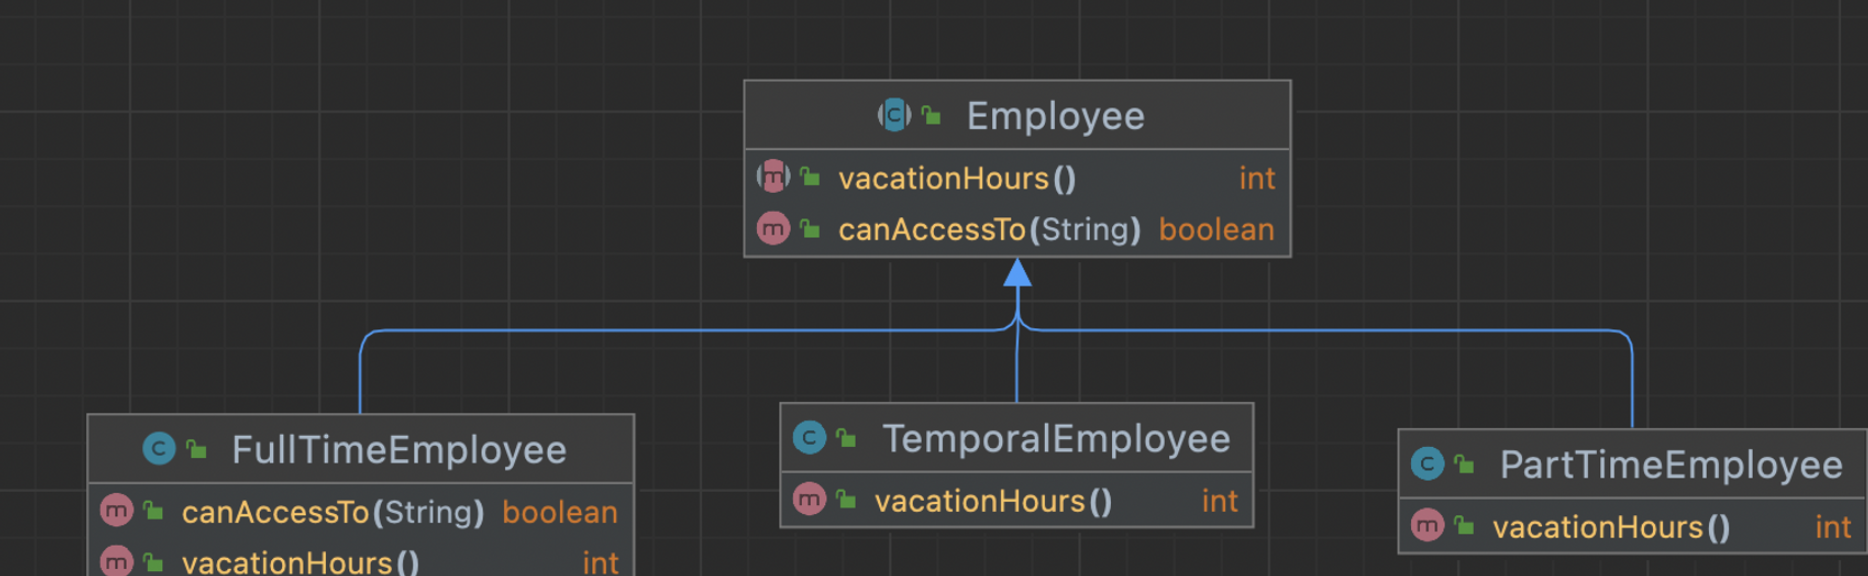 C Employee
m vacationHours() int
m canAccessTo(String) boolean
C FullTimeEmployee
m canAccessTo(String) boolean
m vacationHours() int
C TemporalEmployee
m vacationHours() int
C PartTimeEmployee
m vacationHours() int